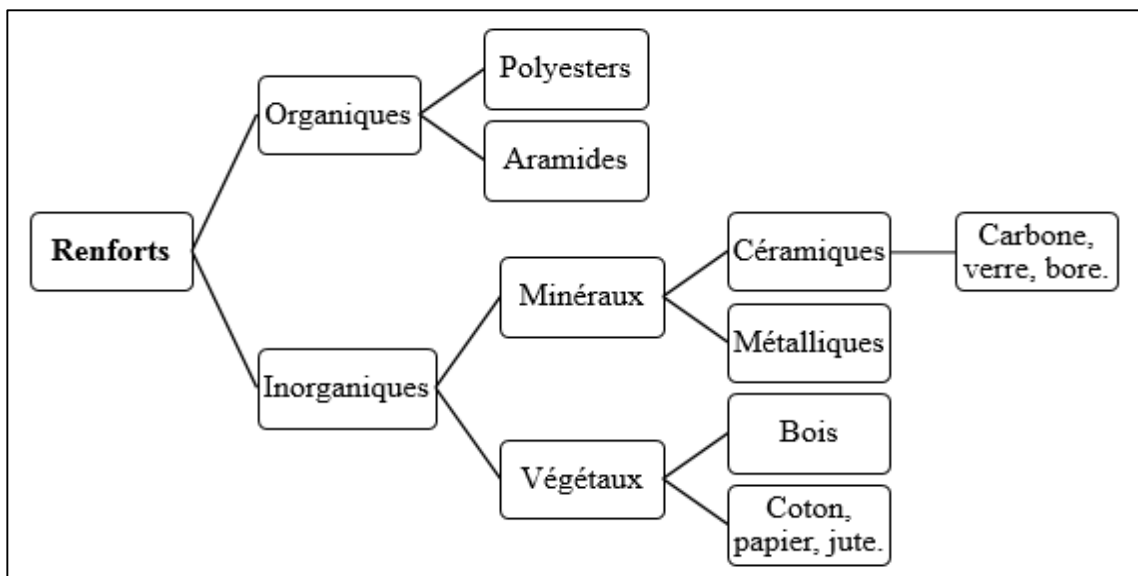 Polyesters
Organiques
Aramides
Renforts
Céramiques
Carbone,
verre, bore.
Minéraux
Métalliques
Inorganiques
Bois
Végétaux
Coton,
papier, jute.